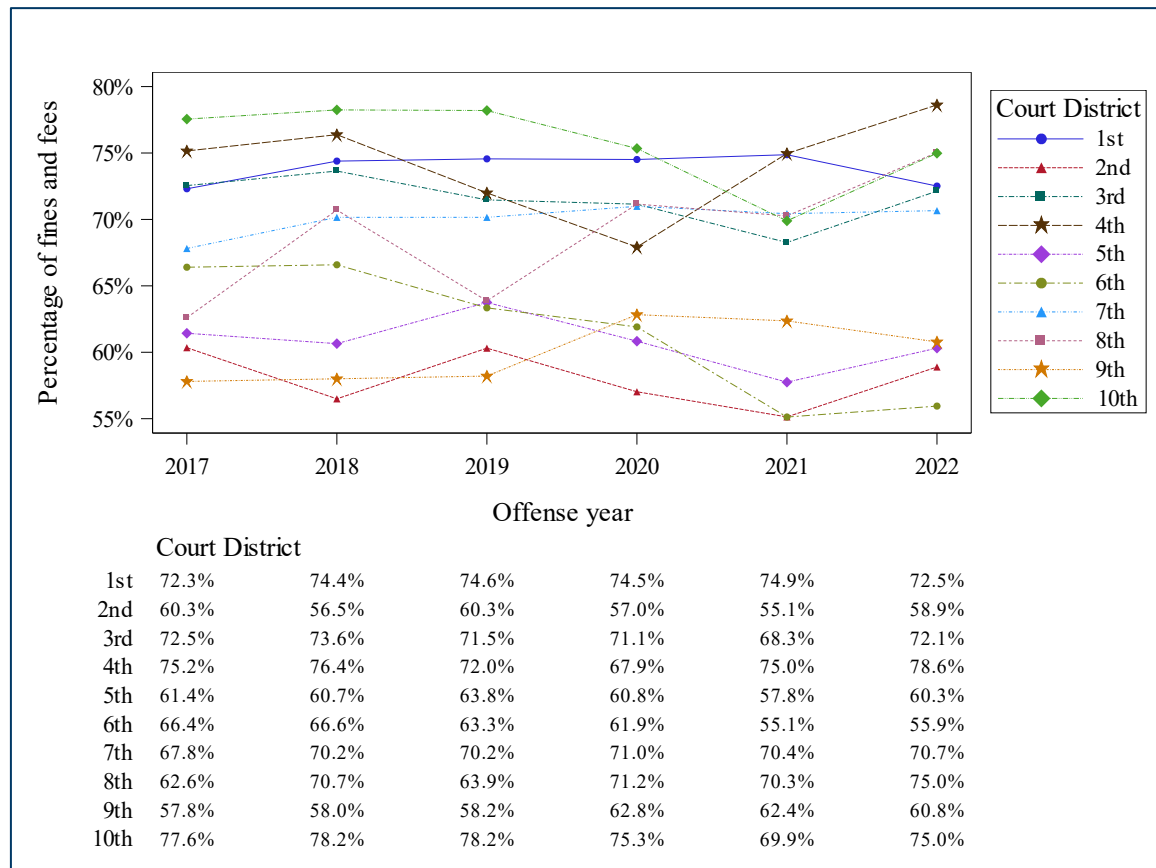 Percentage of fines and fees
80%
75%
70%
65%
60%
55%
2017 2018 2019 2020 2021 2022
Offense year
Court District
1st
2nd
3rd
4th
5th
6th
7th
8th
9th
10th
Court District
1st 72.3% 74.4% 74.6% 74.5% 74.9% 72.5%
2nd 60.3% 56.5% 60.3% 57.0% 55.1% 58.9%
3rd 72.5% 73.6% 71.5% 71.1% 68.3% 72.1%
4th 75.2% 76.4% 72.0% 67.9% 75.0% 78.6%
5th 61.4% 60.7% 63.8% 60.8% 57.8% 60.3%
6th 66.4% 66.6% 63.3% 61.9% 55.1% 55.9%
7th 67.8% 70.2% 70.2% 71.0% 70.4% 70.7%
8th 62.6% 70.7% 63.9% 71.2% 70.3% 75.0%
9th 57.8% 58.0% 58.2% 62.8% 62.4% 60.8%
10th 77.6% 78.2% 78.2% 75.3% 69.9% 75.0%